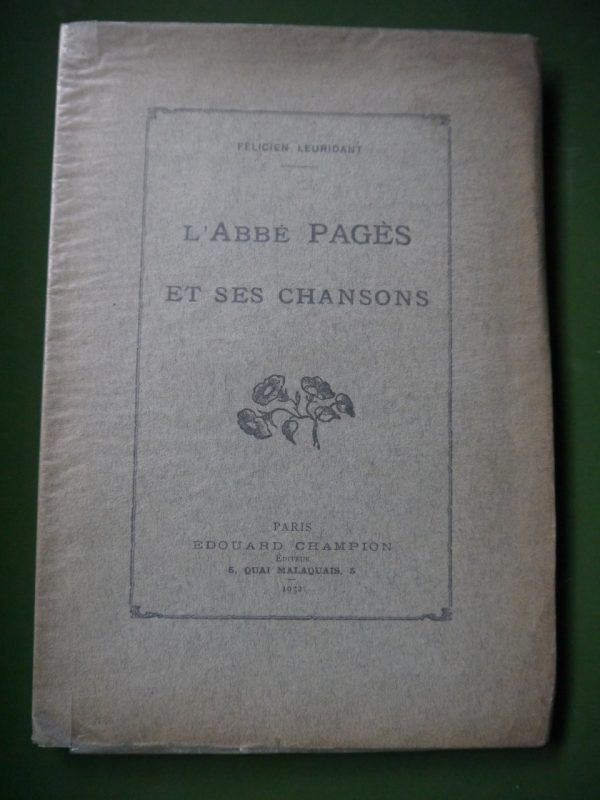 FÉLICIEN LEURIDANT
L'ABBÉ PAGÈS
ET SES CHANSONS
PARIS
EDOUARD CHAMPION
ÉDITEUR
5, QUAI MALAQUAIS, 5